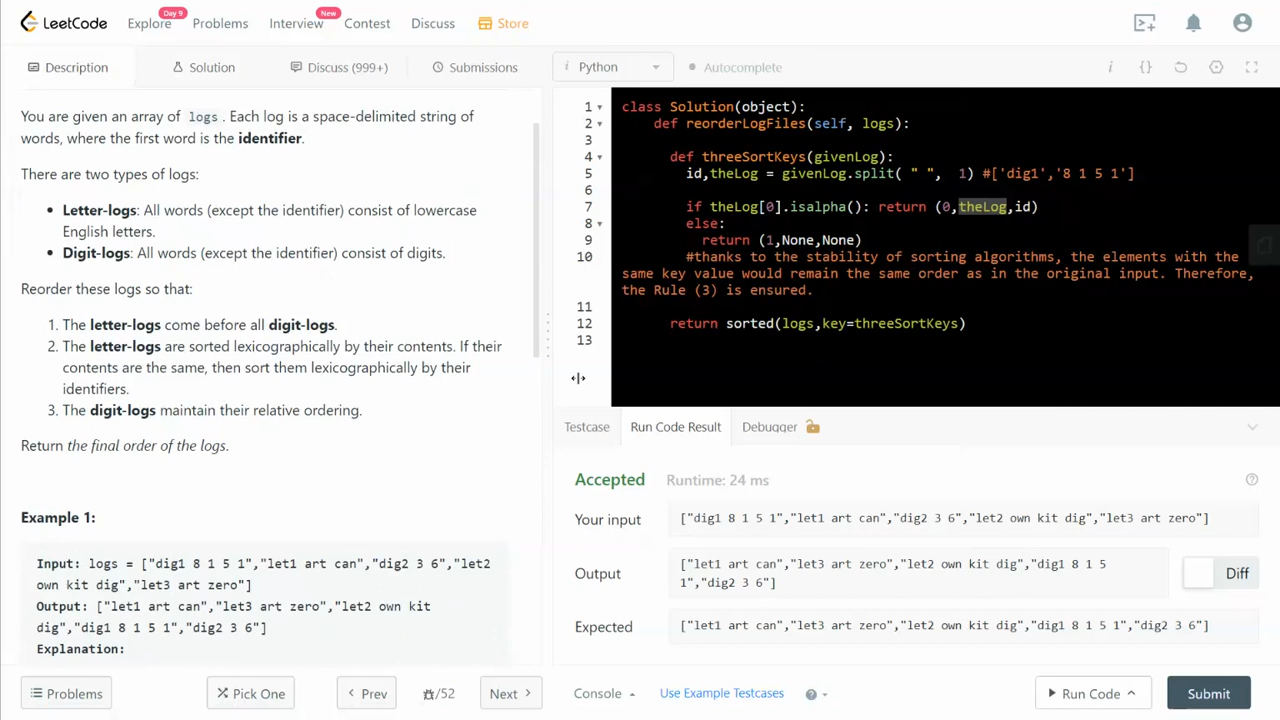 LeetCode
Explore
Day 9
Problems
Interview
New
Contest
Discuss
Store
Description
Solution
Discuss (999+)
Submissions
i Python
Autocomplete
i {}
You are given an array of logs. Each log is a space-delimited string of
words, where the first word is the identifier.
There are two types of logs:
• Letter-logs: All words (except the identifier) consist of lowercase
English letters.
• Digit-logs: All words (except the identifier) consist of digits.
Reorder these logs so that:
1. The letter-logs come before all digit-logs.
2. The letter-logs are sorted lexicographically by their contents. If their
contents are the same, then sort them lexicographically by their
identifiers.
3. The digit-logs maintain their relative ordering.
Return the final order of the logs.
Example 1:
Input: logs = ["dig1 8 1 5 1","let1 art can","dig2 3 6","let2
own kit dig","let3 art zero"]
Output: ["let1 art can","let3 art zero","let2 own kit
dig","dig1 8 1 5 1","dig2 3 6"]
Explanation:
1 class Solution(object):
2 def reorderLogFiles(self, logs):
3
4 def threeSortKeys(givenLog):
5 id,theLog = givenLog.split( " ", 1) #['dig1','8 1 5 1']
6
7 if theLog[0].isalpha(): return (0,theLog,id)
8 else:
9 return (1,None,None)
10 #thanks to the stability of sorting algorithms, the elements with the
same key value would remain the same order as in the original input. Therefore,
the Rule (3) is ensured.
11
12 return sorted(logs,key=threeSortKeys)
13
Testcase
Run Code Result
Debugger
Accepted
Runtime: 24 ms
?
Your input
["dig1 8 1 5 1","let1 art can","dig2 3 6","let2 own kit dig","let3 art zero"]
Output
["let1 art can","let3 art zero","let2 own kit dig","dig1 8 1 5
1","dig2 3 6"]
Diff
Expected
["let1 art can","let3 art zero","let2 own kit dig","dig1 8 1 5 1","dig2 3 6"]
Problems
Pick One
Prev
/52
Next
Console
Use Example Testcases
?
Run Code
Submit